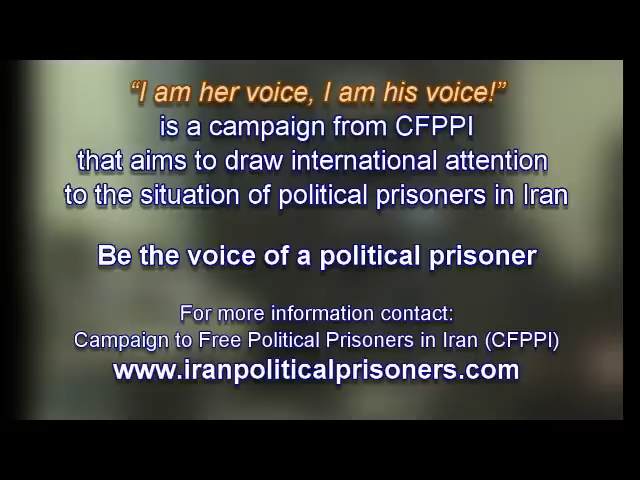 “I am her voice, I am his voice!”
is a campaign from CFPPI
that aims to draw international attention
to the situation of political prisoners in Iran
Be the voice of a political prisoner
For more information contact:
Campaign to Free Political Prisoners in Iran (CFPPI)
www.iranpoliticalprisoners.com